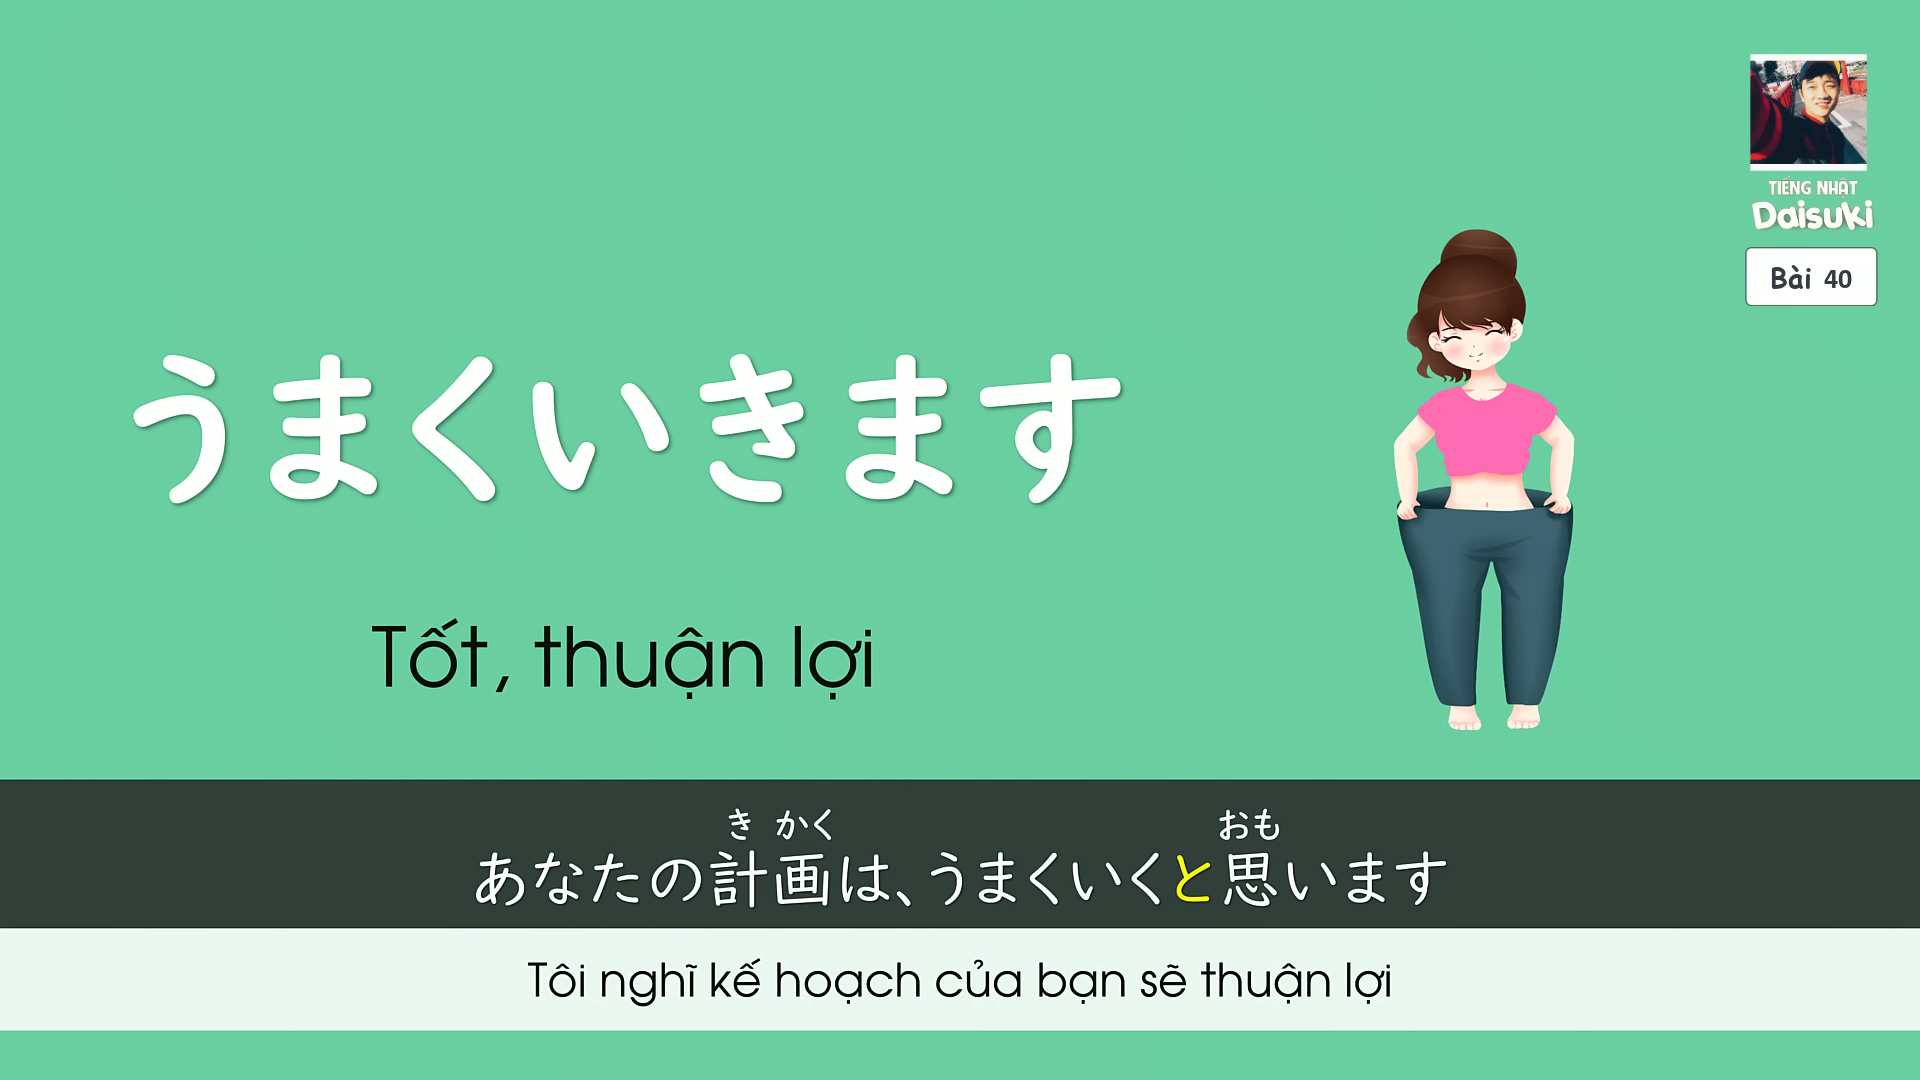 TIẾNG NHẬT
Daisuki
Bài 40
うまくいきます
Tốt, thuận lợi
き かく おも
あなたの計画は、うまくいくと思います
Tôi nghĩ kế hoạch của bạn sẽ thuận lợi